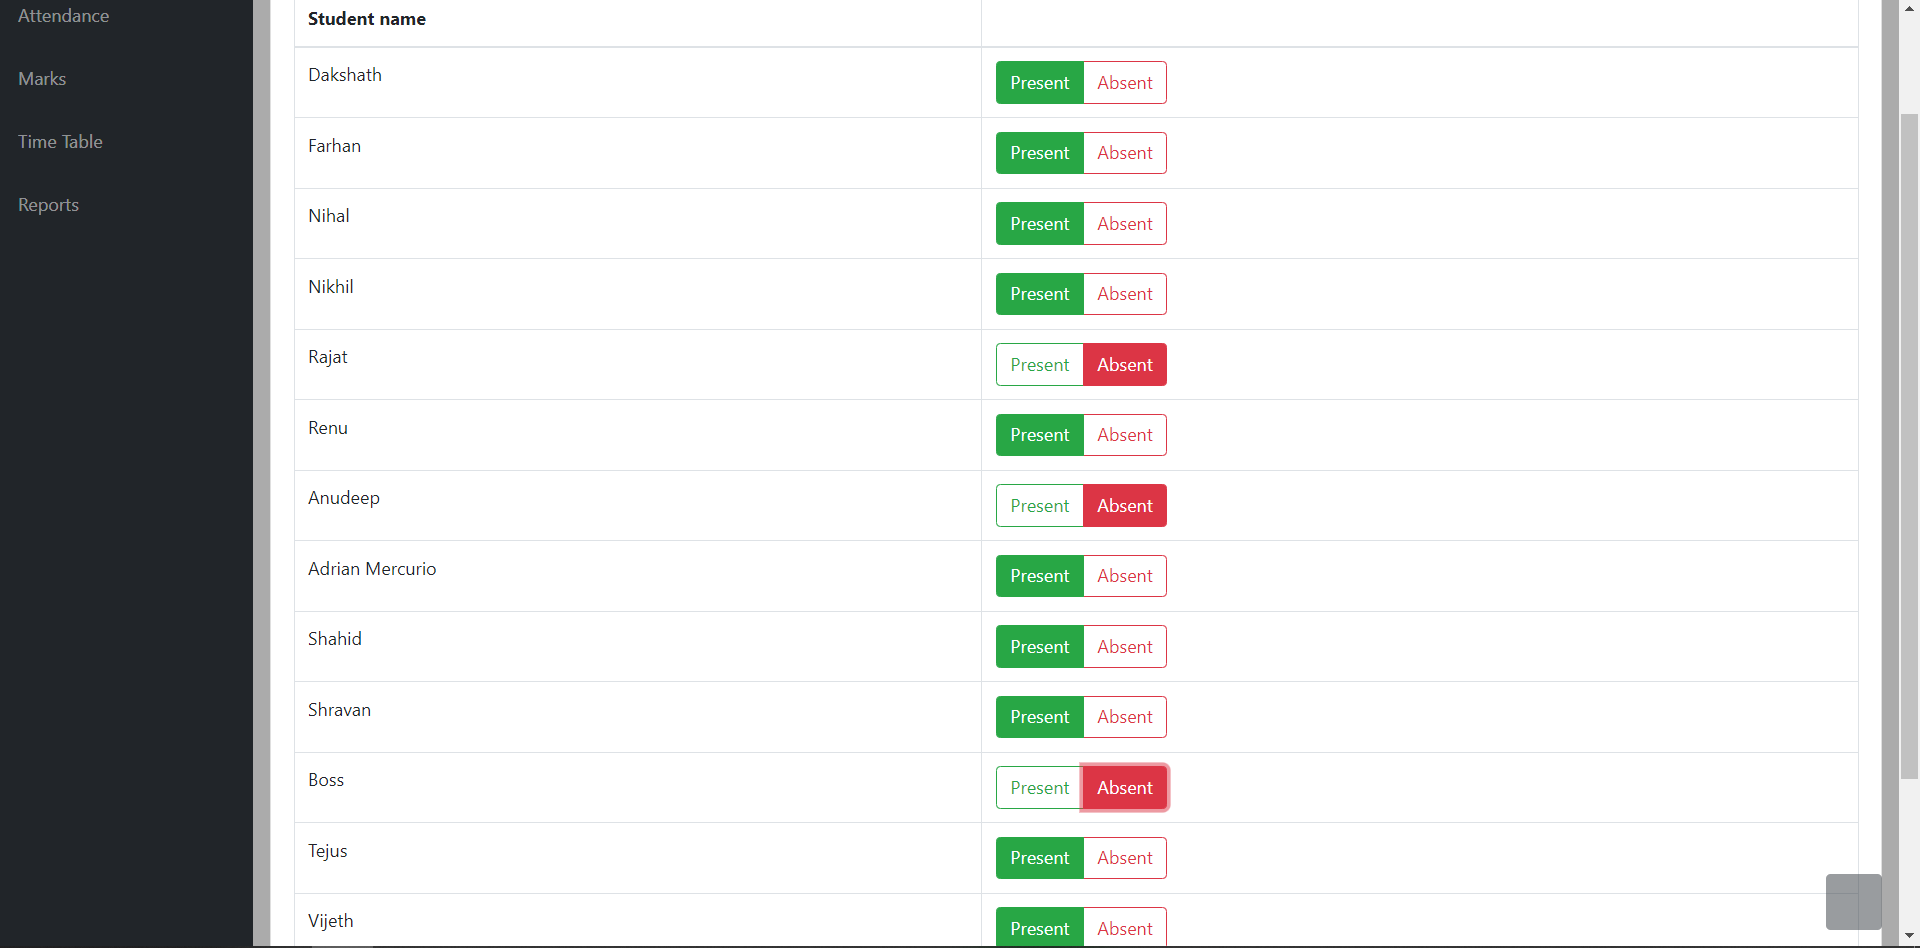 Attendance
Marks
Time Table
Reports
Student name
Dakshath Present Absent
Farhan Present Absent
Nihal Present Absent
Nikhil Present Absent
Rajat Present Absent
Renu Present Absent
Anudeep Present Absent
Adrian Mercurio Present Absent
Shahid Present Absent
Shravan Present Absent
Boss Present Absent
Tejus Present Absent
Vijeth Present Absent